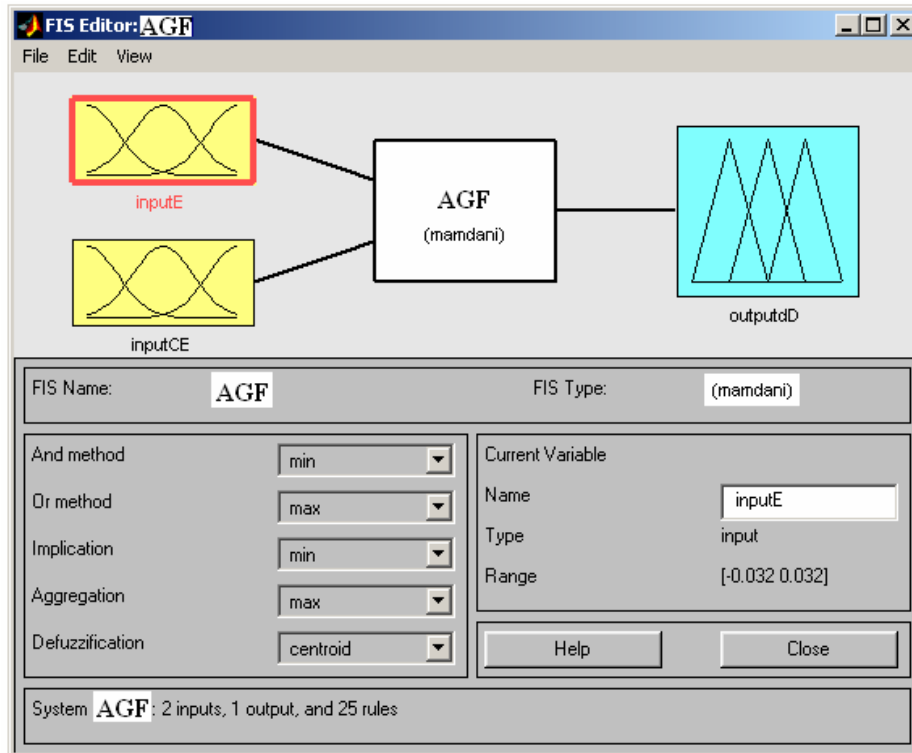 FIS Editor: AGF
File Edit View
inputE
AGF
(mamdani)
inputCE
outputdD
FIS Name: AGF
FIS Type: (mamdani)
And method min
Or method max
Implication min
Aggregation max
Defuzzification centroid
Current Variable
Name inputE
Type input
Range [-0.032 0.032]
Help Close
System AGF: 2 inputs, 1 output, and 25 rules